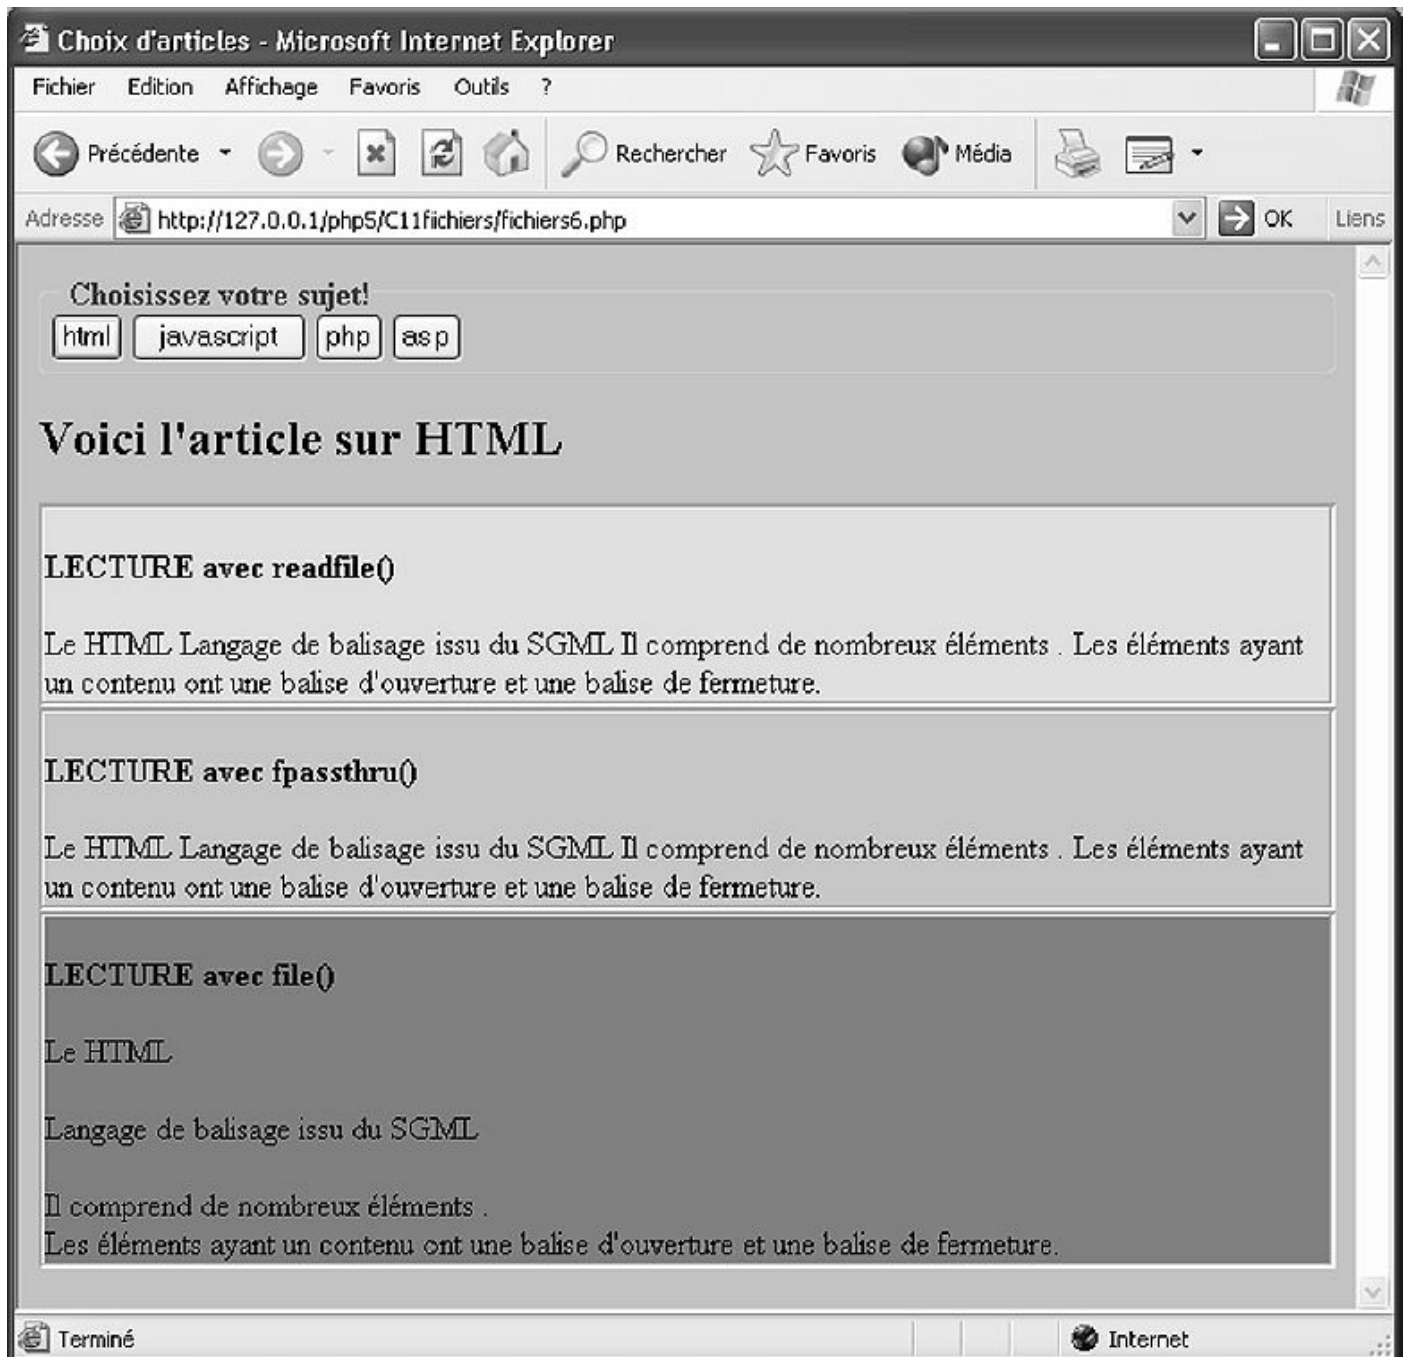 Choix d'articles - Microsoft Internet Explorer
Fichier Edition Affichage Favoris Outils ?
Précédente Rechercher Favoris Média
Adresse http://127.0.0.1/php5/C11fichiers/fichiers6.php OK Liens
Choisissez votre sujet!
html javascript php asp
Voici l'article sur HTML
LECTURE avec readfile()
Le HTML Langage de balisage issu du SGML Il comprend de nombreux éléments . Les éléments ayant
un contenu ont une balise d'ouverture et une balise de fermeture.
LECTURE avec fpassthru()
Le HTML Langage de balisage issu du SGML Il comprend de nombreux éléments . Les éléments ayant
un contenu ont une balise d'ouverture et une balise de fermeture.
LECTURE avec file()
Le HTML
Langage de balisage issu du SGML
Il comprend de nombreux éléments .
Les éléments ayant un contenu ont une balise d'ouverture et une balise de fermeture.
Terminé Internet